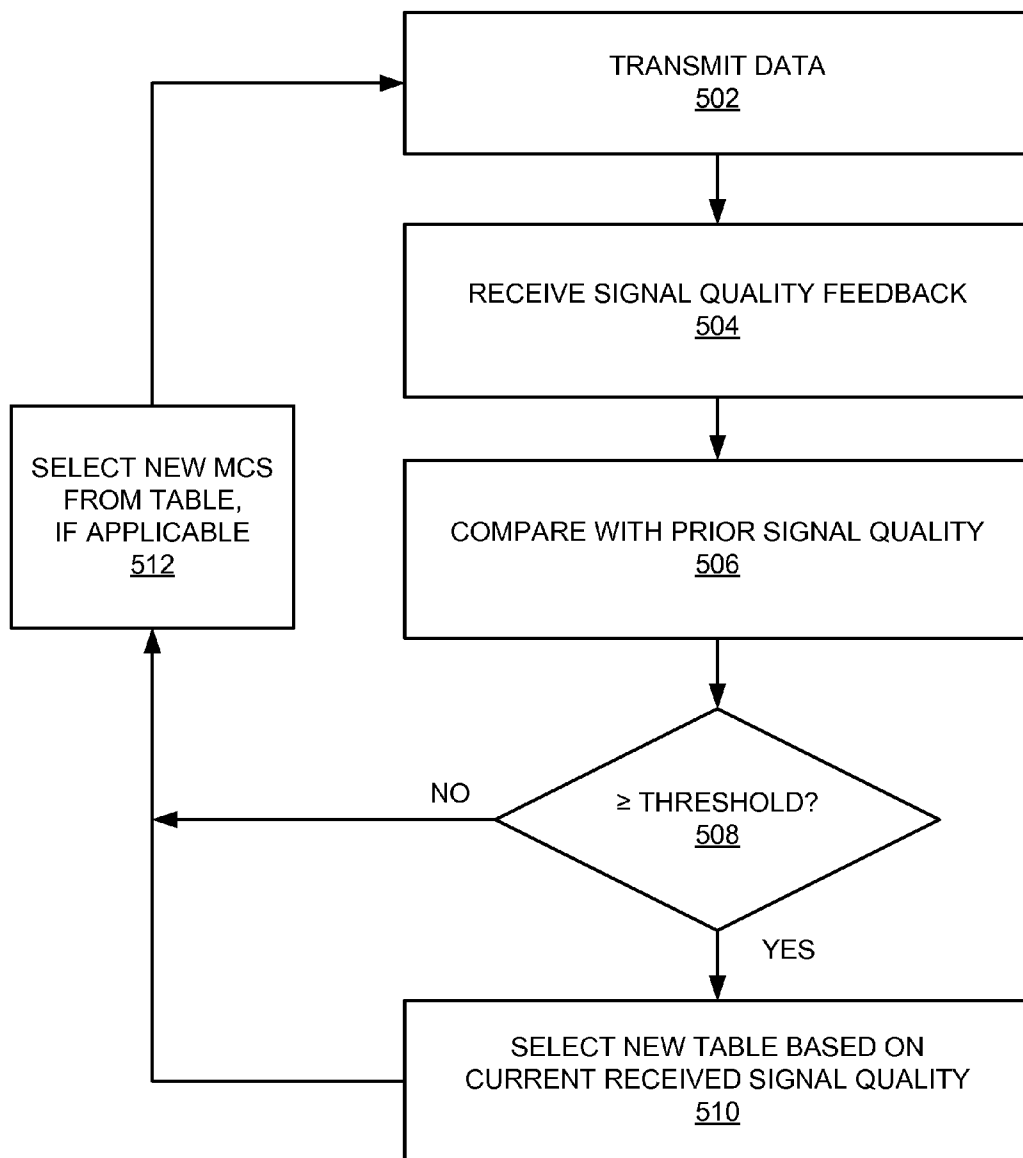 TRANSMIT DATA
502
RECEIVE SIGNAL QUALITY FEEDBACK
504
SELECT NEW MCS
FROM TABLE,
IF APPLICABLE
512
COMPARE WITH PRIOR SIGNAL QUALITY
506
NO
≥ THRESHOLD?
508
YES
SELECT NEW TABLE BASED ON
CURRENT RECEIVED SIGNAL QUALITY
510